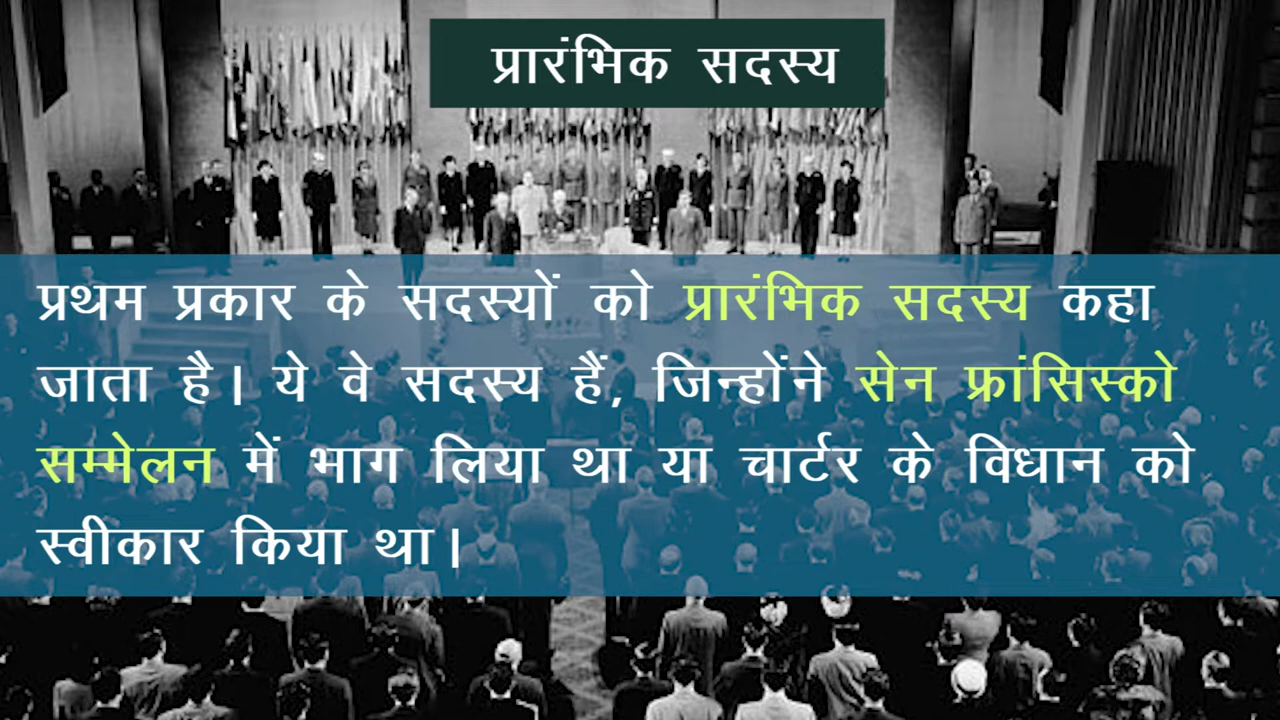 प्रारंभिक सदस्य
प्रथम प्रकार के सदस्यों को प्रारंभिक सदस्य कहा
जाता है। ये वे सदस्य हैं, जिन्होंने सेन फ्रांसिस्को
सम्मेलन में भाग लिया था या चार्टर के विधान को
स्वीकार किया था।